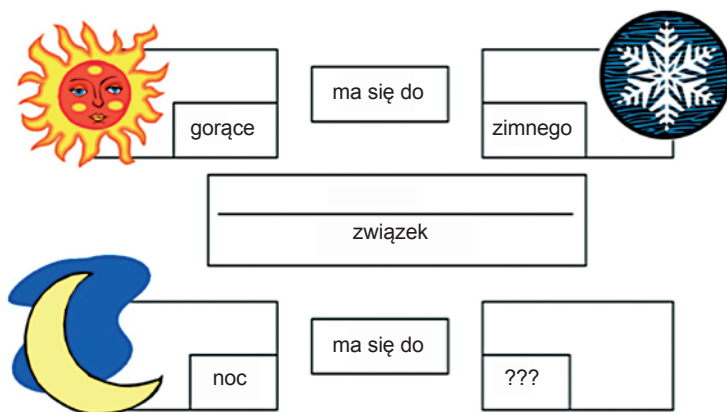 gorące
ma się do
zimnego
związek
noc
ma się do
???